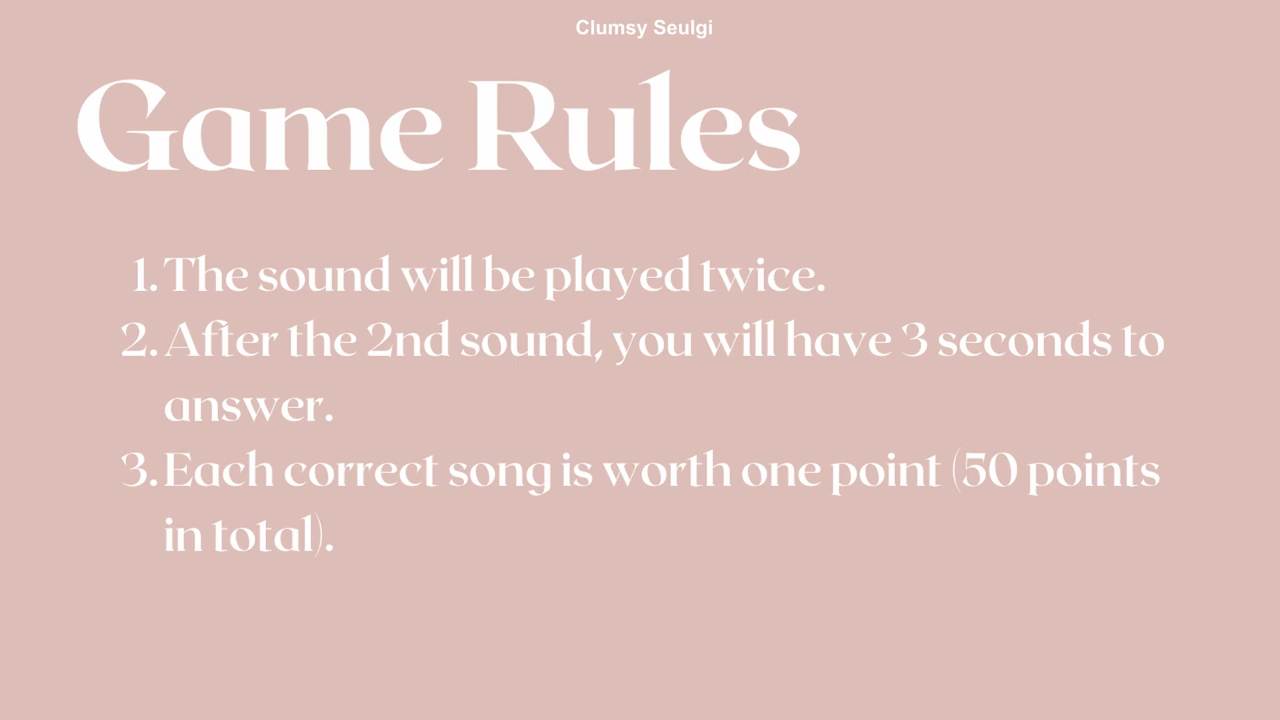 Clumsy Seulgi
Game Rules
1. The sound will be played twice.
2. After the 2nd sound, you will have 3 seconds to
answer.
3. Each correct song is worth one point (50 points
in total).